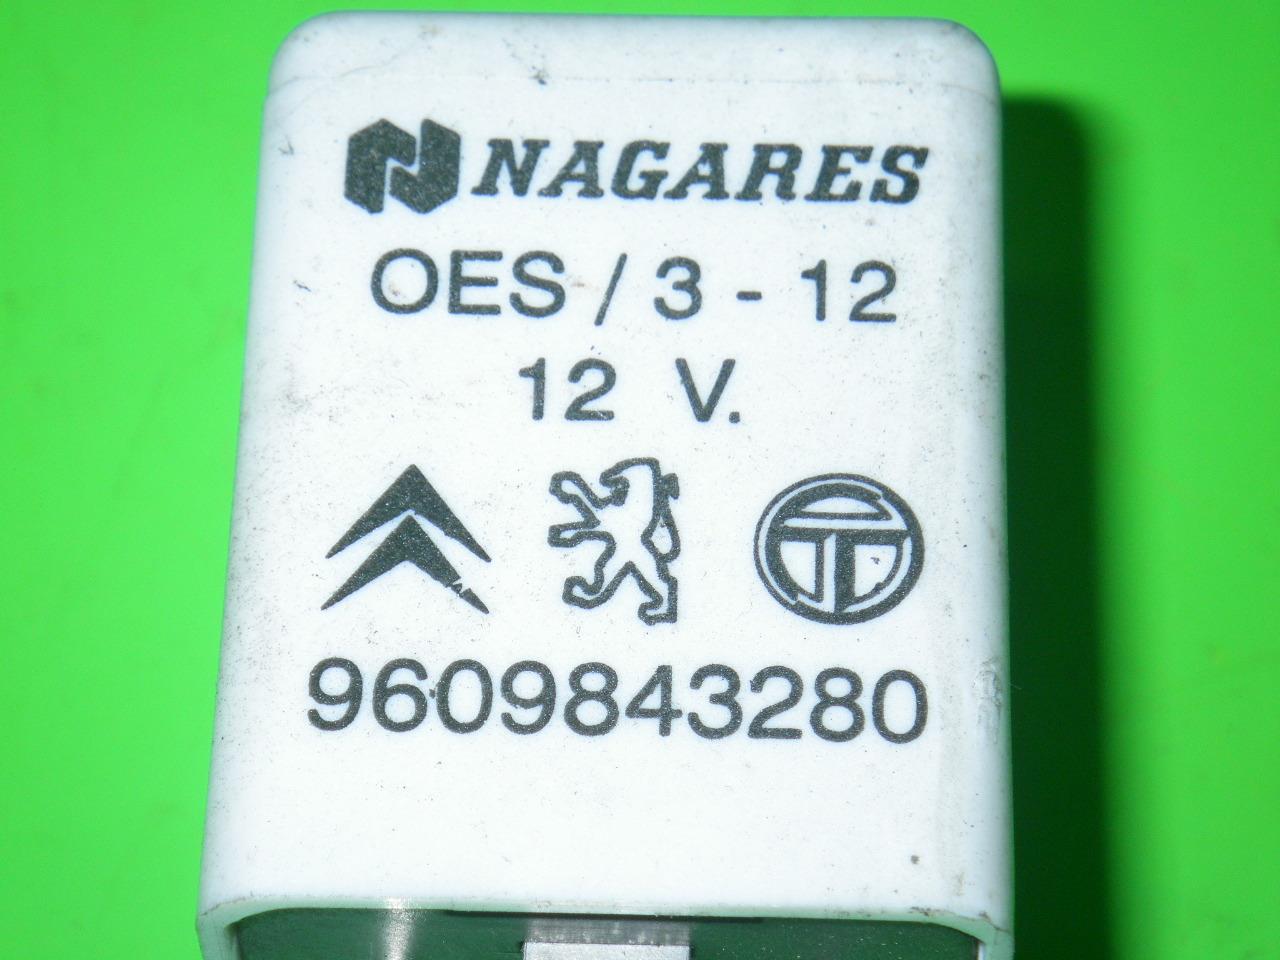 NAGARES
OES / 3 - 12
12 V.
9609843280